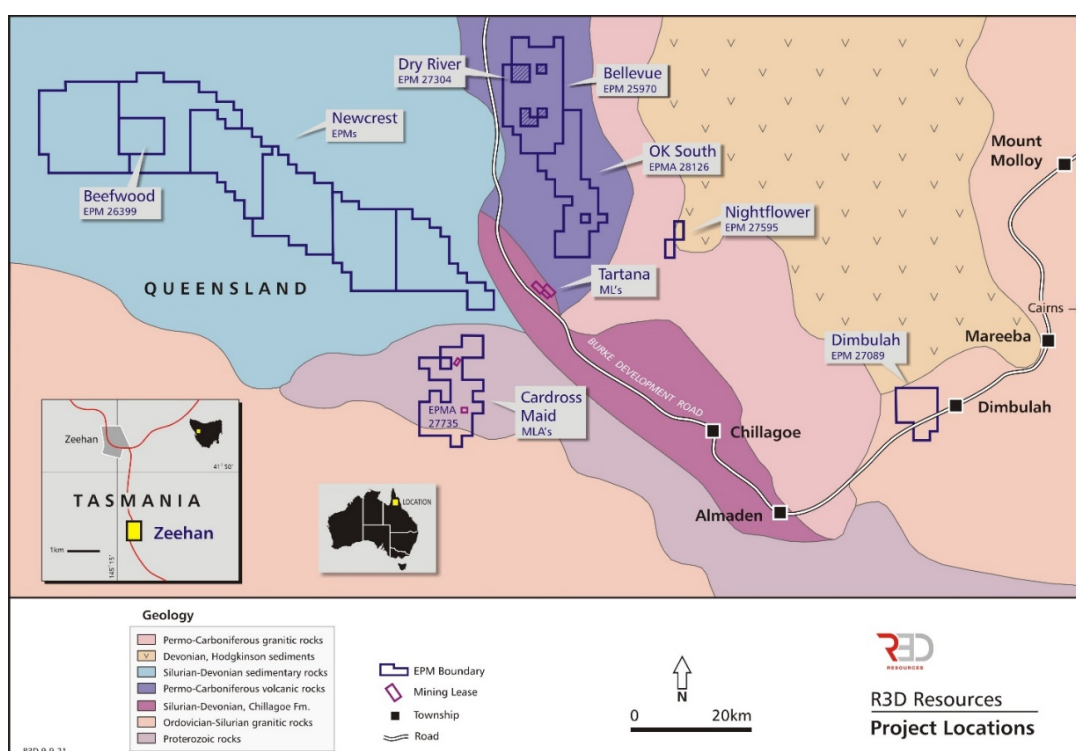 Dry River
EPM 27304
Bellevue
EPM 25970
Newcrest
EPMs
OK South
EPMA 28126
Mount
Molloy
Beefwood
EPM 26399
Nightflower
EPM 27595
QUEENSLAND
Tartana
ML's
Cairns
Mareeba
Dimbulah
EPM 27089
BURKE DEVELOPMENT ROAD
EPMA
27735
Cardross
Maid
MLA's
Dimbulah
Chillagoe
Almaden
Zeehan
41°50'
TASMANIA
Zeehan
1km
145°15'
LOCATION
Geology
Permo-Carboniferous granitic rocks
Devonian, Hodgkinson sediments
Silurian-Devonian sedimentary rocks
Permo-Carboniferous volcanic rocks
Silurian-Devonian, Chillagoe Fm.
Ordovician-Silurian granitic rocks
Proterozoic rocks
EPM Boundary
Mining Lease
Township
Road
N
0 20km
R3D
RESOURCES
R3D Resources
Project Locations